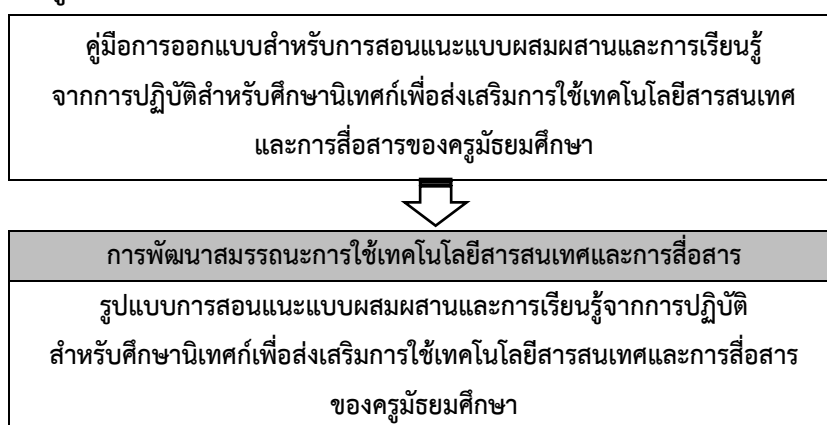 คู่มือการออกแบบสำหรับการสอนแนะแบบผสมผสานและการเรียนรู้
จากการปฏิบัติสำหรับศึกษานิเทศก์เพื่อส่งเสริมการใช้เทคโนโลยีสารสนเทศ
และการสื่อสารของครูมัธยมศึกษา
การพัฒนาสมรรถนะการใช้เทคโนโลยีสารสนเทศและการสื่อสาร
รูปแบบการสอนแนะแบบผสมผสานและการเรียนรู้จากการปฏิบัติ
สำหรับศึกษานิเทศก์เพื่อส่งเสริมการใช้เทคโนโลยีสารสนเทศและการสื่อสาร
ของครูมัธยมศึกษา